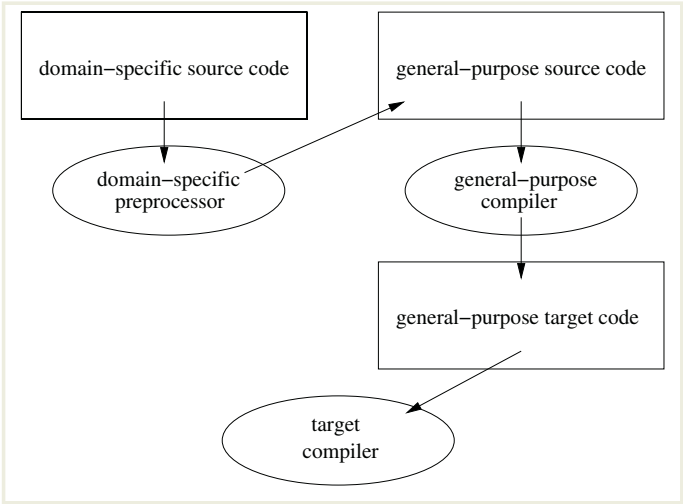 domain−specific source code
general−purpose source code
domain−specific
preprocessor
general−purpose
compiler
general−purpose target code
target
compiler